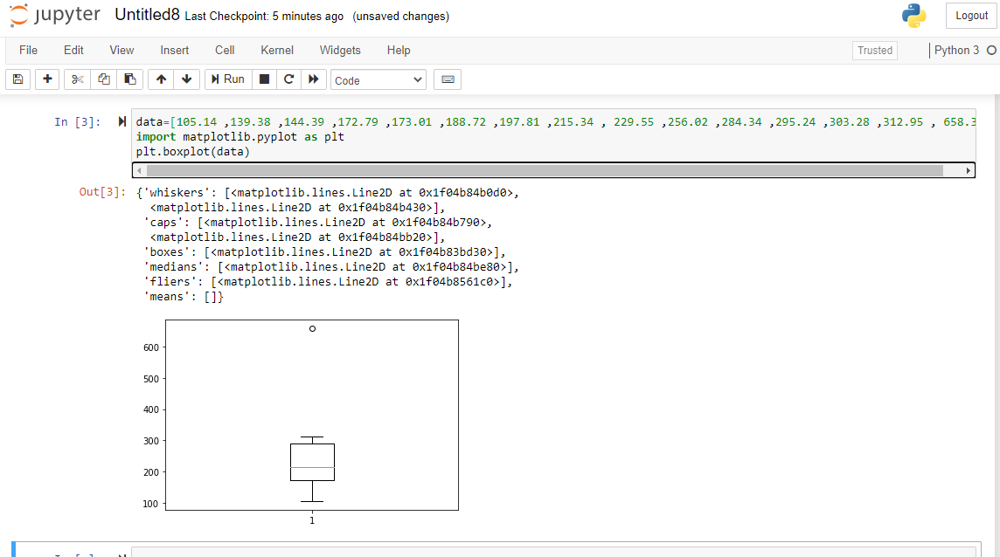 jupyter Untitled8 Last Checkpoint: 5 minutes ago (unsaved changes) Logout
File Edit View Insert Cell Kernel Widgets Help Trusted Python 3
Run Code
In [3]: data=[105.14 ,139.38 ,144.39 ,172.79 ,173.01 ,188.72 ,197.81 ,215.34 , 229.55 ,256.02 ,284.34 ,295.24 ,303.28 ,312.95 , 658.3
import matplotlib.pyplot as plt
plt.boxplot(data)
Out[3]: {'whiskers': [<matplotlib.lines.Line2D at 0x1f04b84b0d0>,
<matplotlib.lines.Line2D at 0x1f04b84b430>],
'caps': [<matplotlib.lines.Line2D at 0x1f04b84b790>,
<matplotlib.lines.Line2D at 0x1f04b84bb20>],
'boxes': [<matplotlib.lines.Line2D at 0x1f04b83bd30>],
'medians': [<matplotlib.lines.Line2D at 0x1f04b84be80>],
'fliers': [<matplotlib.lines.Line2D at 0x1f04b8561c0>],
'means': []}
600
500
400
300
200
100
1